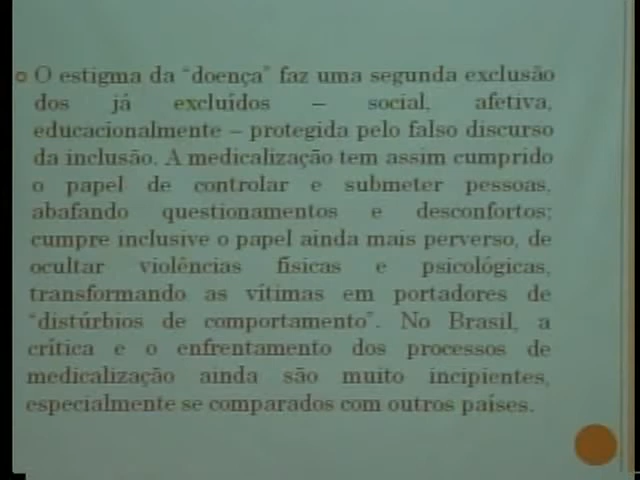 O estigma da "doença" faz uma segunda exclusão
dos já excluídos – social, afetiva,
educacionalmente – protegida pelo falso discurso
da inclusão. A medicalização tem assim cumprido
o papel de controlar e submeter pessoas,
abafando questionamentos e desconfortos;
cumpre inclusive o papel ainda mais perverso, de
ocultar violências físicas e psicológicas,
transformando as vítimas em portadores de
"distúrbios de comportamento". No Brasil, a
crítica e o enfrentamento dos processos de
medicalização ainda são muito incipientes,
especialmente se comparados com outros países.